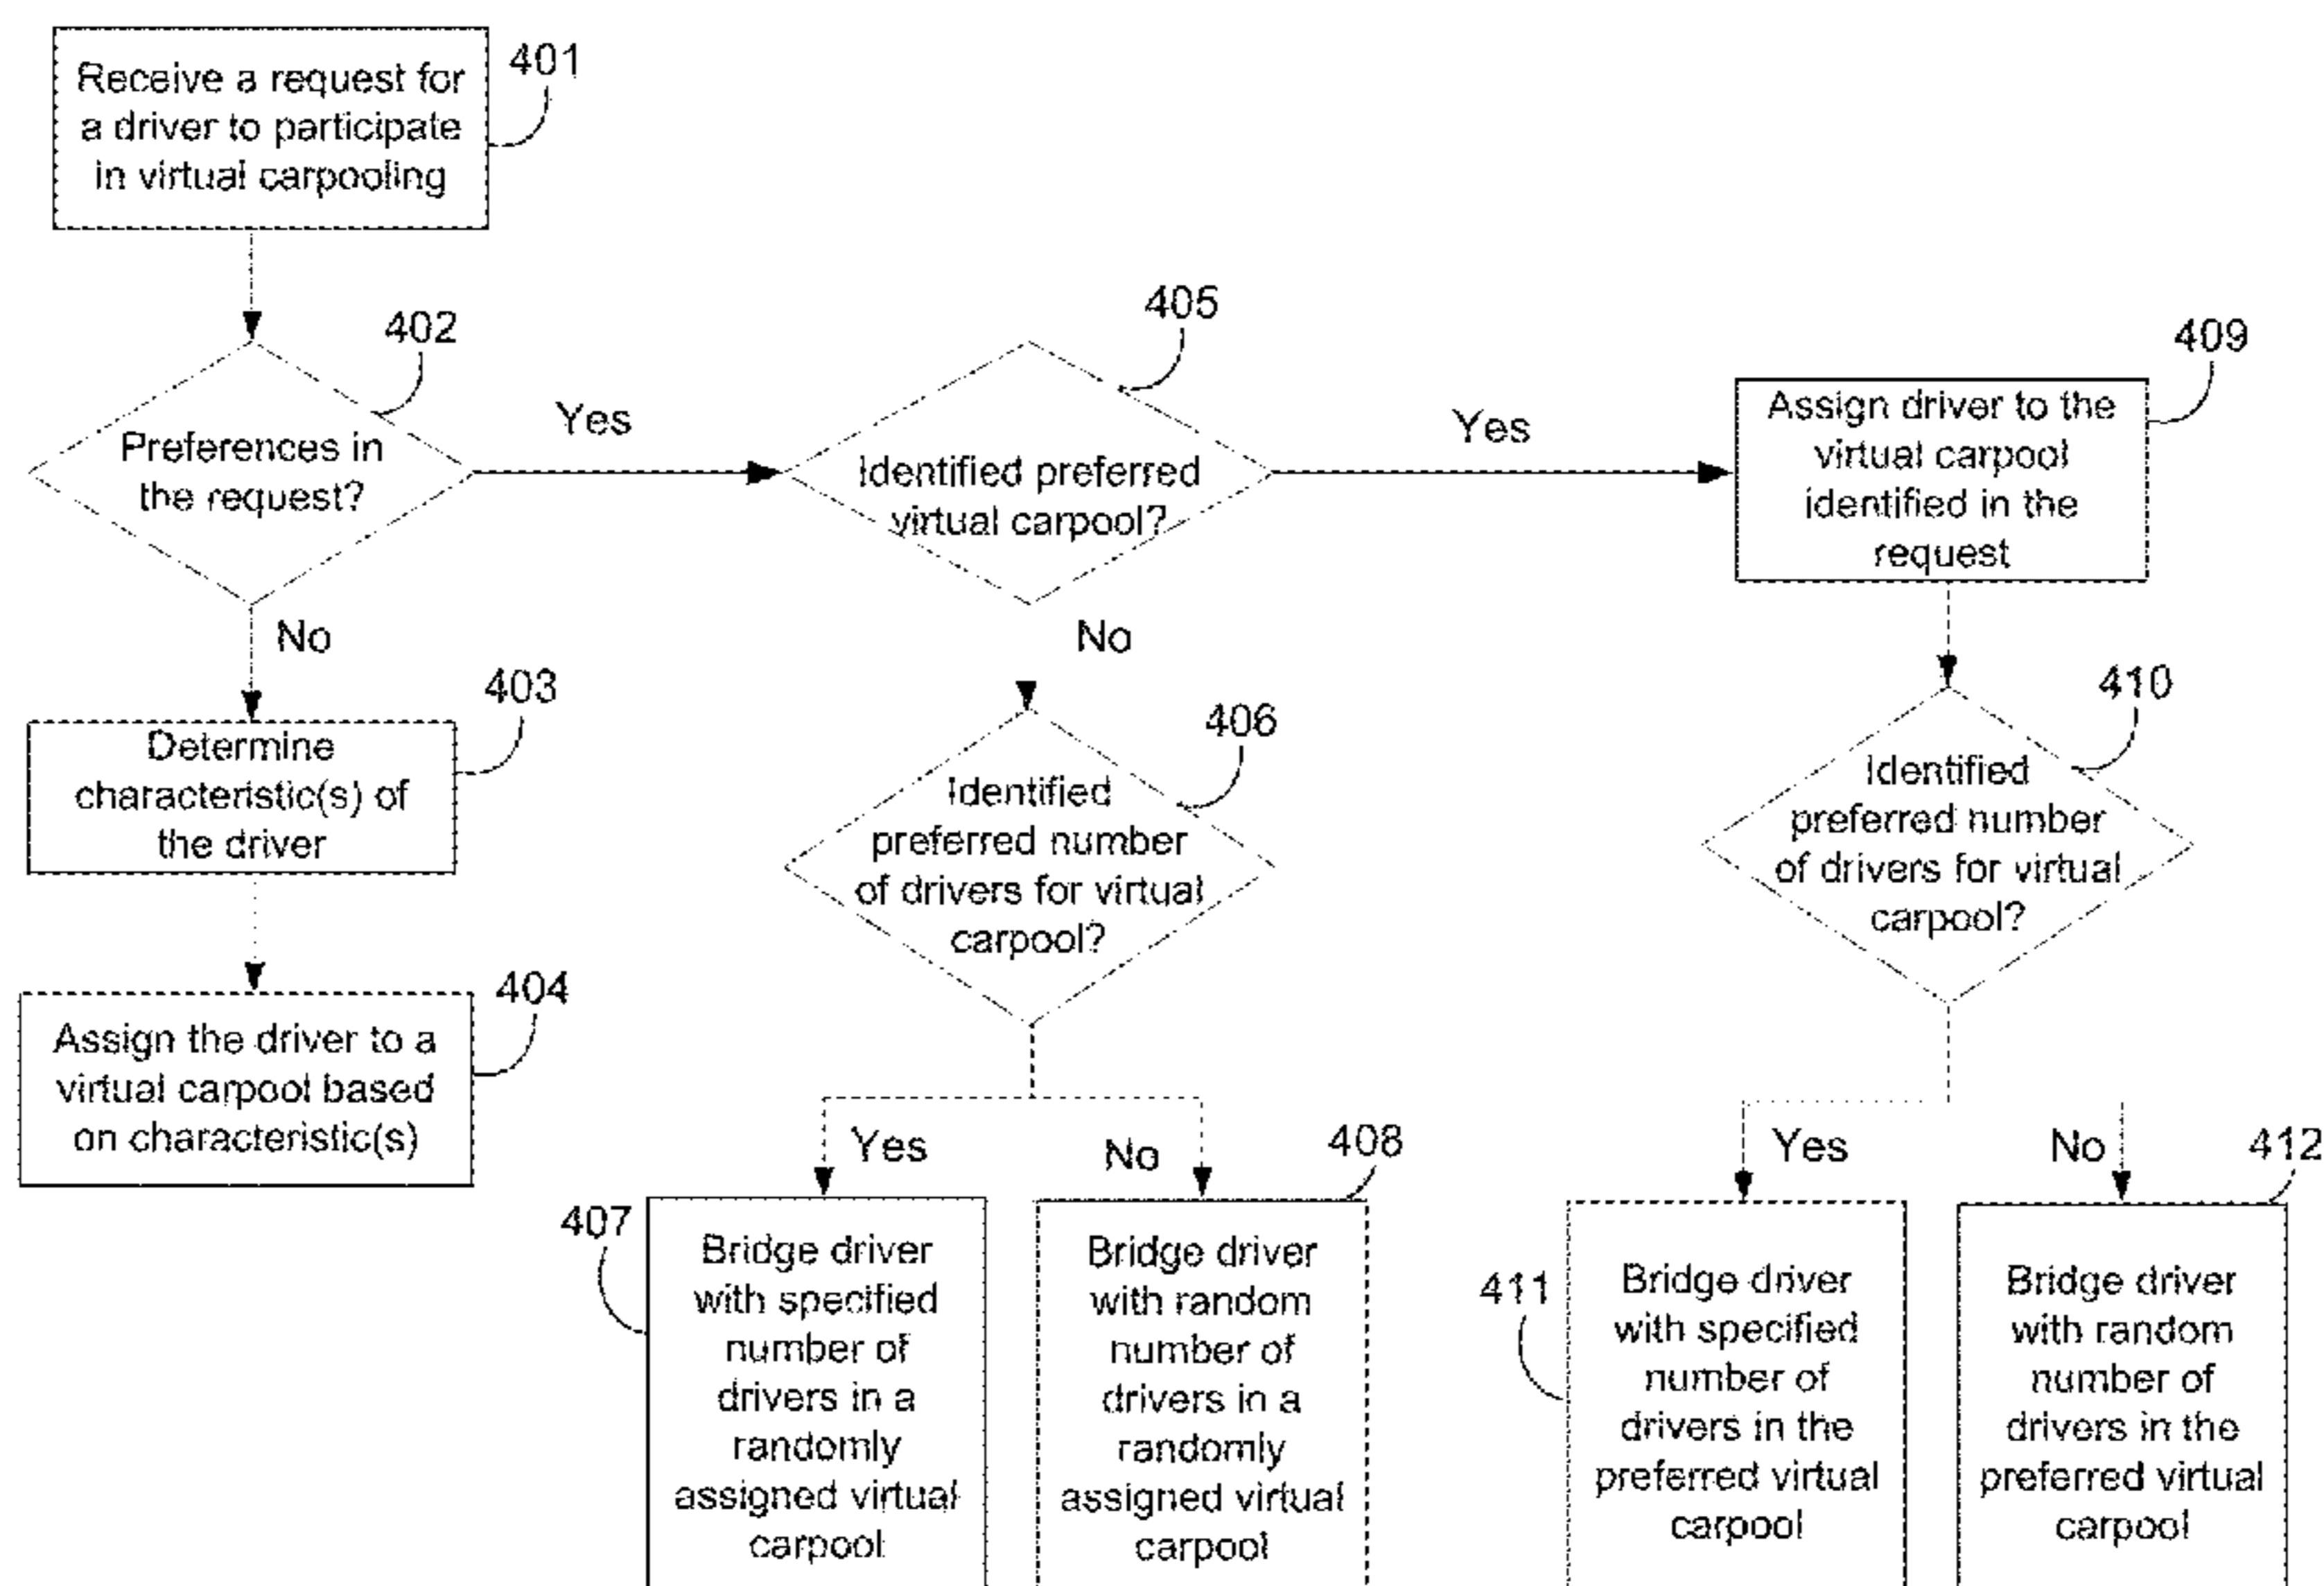 401
Receive a request for
a driver to participate
in virtual carpooling
402
Preferences in
the request?
Yes
No
403
Determine
characteristic(s) of
the driver
404
Assign the driver to a
virtual carpool based
on characteristic(s)
405
Identified preferred
virtual carpool?
Yes
No
406
Identified
preferred number
of drivers for virtual
carpool?
Yes
No
407
Bridge driver
with specified
number of
drivers in a
randomly
assigned virtual
carpool
408
Bridge driver
with random
number of
drivers in a
randomly
assigned virtual
carpool
409
Assign driver to the
virtual carpool
identified in the
request
410
Identified
preferred number
of drivers for virtual
carpool?
Yes
No
411
Bridge driver
with specified
number of
drivers in the
preferred virtual
carpool
412
Bridge driver
with random
number of
drivers in the
preferred virtual
carpool